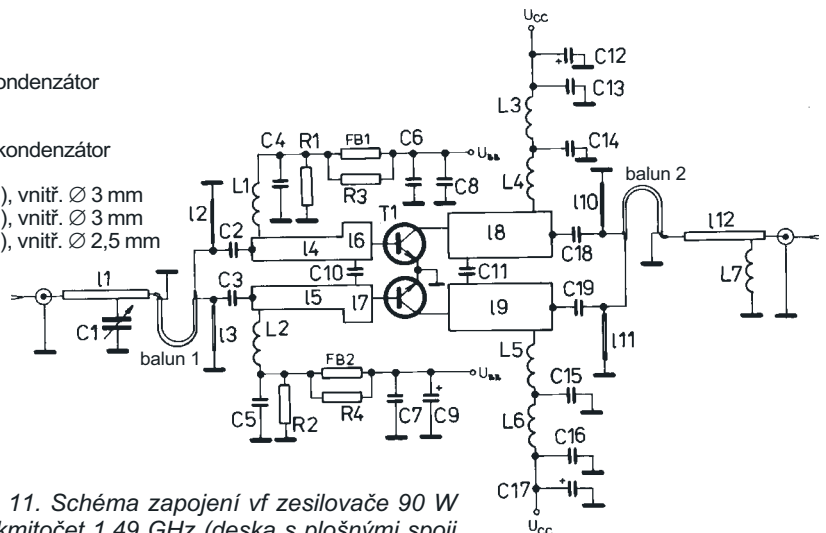 ondenzátor
kondenzátor
), vnitř. Ø 3 mm
), vnitř. Ø 3 mm
), vnitř. Ø 2,5 mm
UCC
C12
C13
L3
C14
L4
C4
R1
FB1
C6
UBB
R3
C8
L1
l2
C2
l4
l6
T1
l8
l10
balun 2
l12
C18
L7
l1
C1
balun 1
C3
l3
l5
l7
C10
C11
l9
C19
l11
L2
FB2
UBB
C5
R2
R4
C7
C9
L5
C15
L6
C16
C17
UCC
11. Schéma zapojení vf zesilovače 90 W
kmitočet 1,49 GHz (deska s plošnými spoji